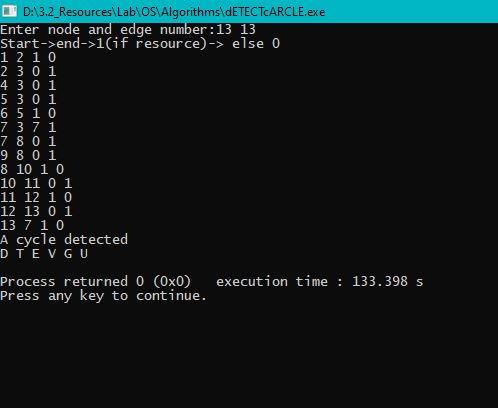 D:\3.2_Resources\Lab\OS\Algorithms\dETECTcARCLE.exe
Enter node and edge number:13 13
Start->end->1(if resource)-> else 0
1 2 1 0
2 3 0 1
4 3 0 1
5 3 0 1
6 5 1 0
7 3 7 1
7 8 0 1
9 8 0 1
8 10 1 0
10 11 0 1
11 12 1 0
12 13 0 1
13 7 1 0
A cycle detected
D T E V G U
Process returned 0 (0x0)   execution time : 133.398 s
Press any key to continue.